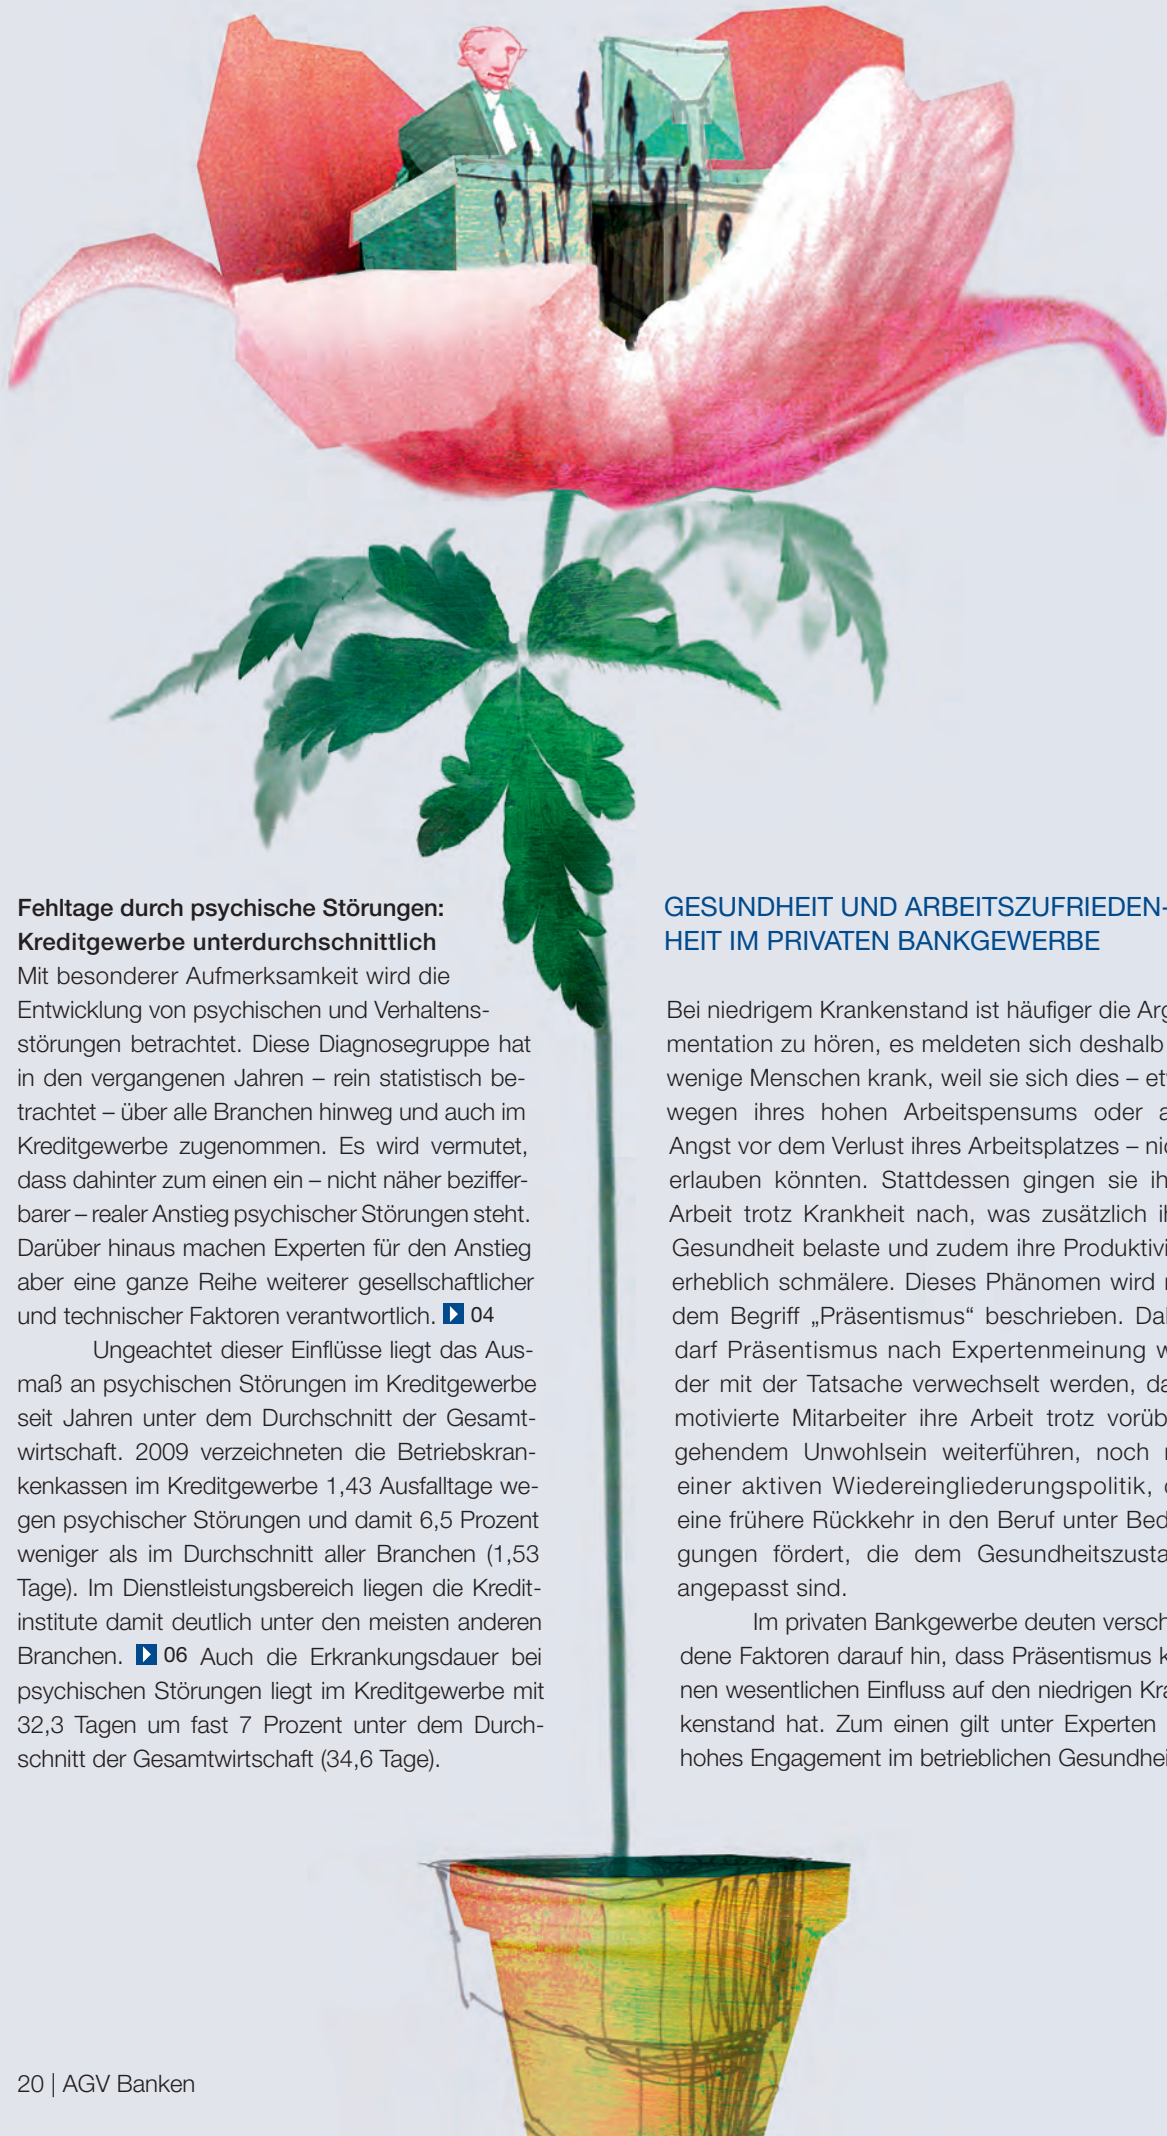 Fehltage durch psychische Störungen:
Kreditgewerbe unterdurchschnittlich
Mit besonderer Aufmerksamkeit wird die
Entwicklung von psychischen und Verhaltens-
störungen betrachtet. Diese Diagnosegruppe hat
in den vergangenen Jahren – rein statistisch be-
trachtet – über alle Branchen hinweg und auch im
Kreditgewerbe zugenommen. Es wird vermutet,
dass dahinter zum einen ein – nicht näher beziffer-
barer – realer Anstieg psychischer Störungen steht.
Darüber hinaus machen Experten für den Anstieg
aber eine ganze Reihe weiterer gesellschaftlicher
und technischer Faktoren verantwortlich. 04
Ungeachtet dieser Einflüsse liegt das Aus-
maß an psychischen Störungen im Kreditgewerbe
seit Jahren unter dem Durchschnitt der Gesamt-
wirtschaft. 2009 verzeichneten die Betriebskran-
kenkassen im Kreditgewerbe 1,43 Ausfalltage we-
gen psychischer Störungen und damit 6,5 Prozent
weniger als im Durchschnitt aller Branchen (1,53
Tage). Im Dienstleistungsbereich liegen die Kredit-
institute damit deutlich unter den meisten anderen
Branchen. 06 Auch die Erkrankungsdauer bei
psychischen Störungen liegt im Kreditgewerbe mit
32,3 Tagen um fast 7 Prozent unter dem Durch-
schnitt der Gesamtwirtschaft (34,6 Tage).
GESUNDHEIT UND ARBEITSZUFRIEDEN-
HEIT IM PRIVATEN BANKGEWERBE
Bei niedrigem Krankenstand ist häufiger die
mentation zu hören, es meldeten sich deshalb
wenige Menschen krank, weil sie sich dies –
wegen ihres hohen Arbeitspensums oder
Angst vor dem Verlust ihres Arbeitsplatzes –
erlauben könnten. Stattdessen gingen sie
Arbeit trotz Krankheit nach, was zusätzlich
Gesundheit belaste und zudem ihre
erheblich schmälere. Dieses Phänomen wird
dem Begriff „Präsentismus“ beschrieben.
darf Präsentismus nach Expertenmeinung
der mit der Tatsache verwechselt werden,
motivierte Mitarbeiter ihre Arbeit trotz
gehendem Unwohlsein weiterführen, noch
einer aktiven Wiedereingliederungspolitik,
eine frühere Rückkehr in den Beruf unter
gungen fördert, die dem
angepasst sind.
Im privaten Bankgewerbe deuten
dene Faktoren darauf hin, dass Präsentismus
nen wesentlichen Einfluss auf den niedrigen
kenstand hat. Zum einen gilt unter Experten
hohes Engagement im betrieblichen
20 | AGV Banken